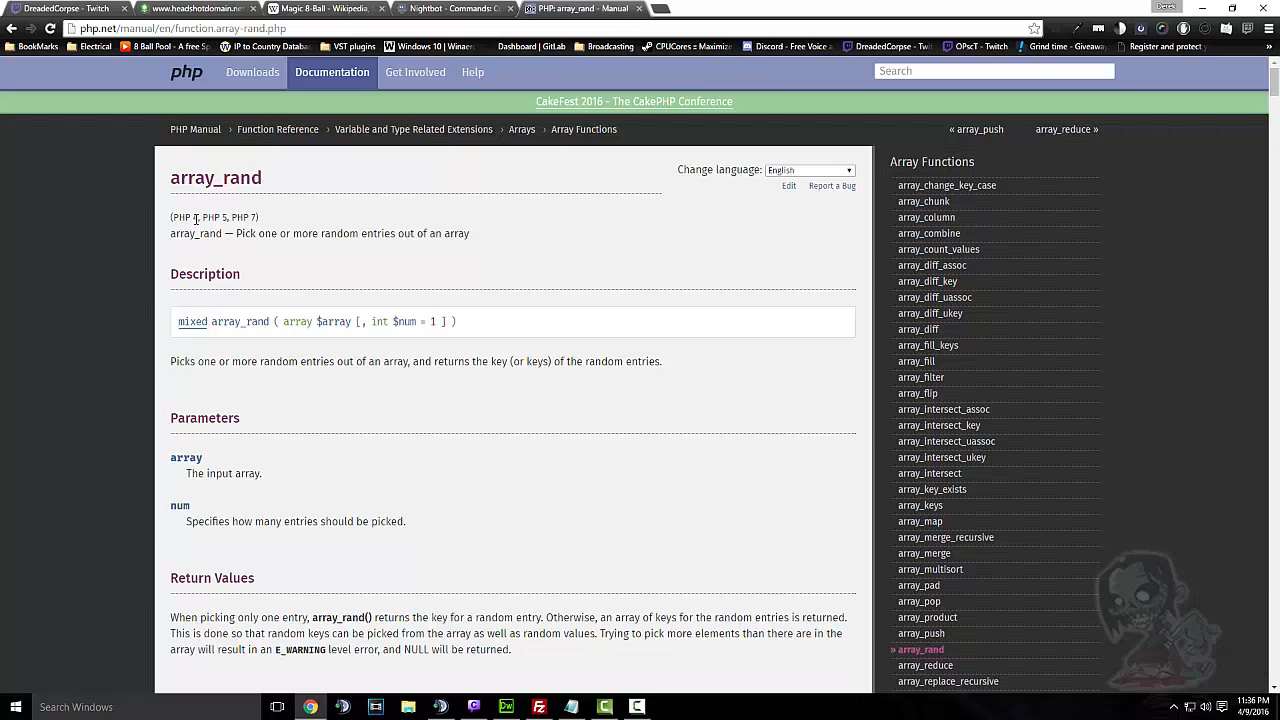 DreadedCorpse - Twitch
www.headshotdomain.net
Magic 8-Ball - Wikipedia,
Nightbot - Commands: C
PHP: array_rand - Manual
Derek
php.net/manual/en/function.array-rand.php
BookMarks
Electrical
8 Ball Pool - A free Sp
IP to Country Databas
VST plugins
Windows 10 | Winaer
Dashboard | GitLab
Broadcasting
CPUCores = Maximize
Discord - Free Voice a
DreadedCorpse - Twit
OPscT - Twitch
Grind time - Giveaway
Register and protect y
php
Downloads
Documentation
Get Involved
Help
Search
CakeFest 2016 - The CakePHP Conference
PHP Manual › Function Reference › Variable and Type Related Extensions › Arrays › Array Functions
« array_push
array_reduce »
Change language: English
Edit Report a Bug
array_rand
(PHP 4, PHP 5, PHP 7)
array_rand — Pick one or more random entries out of an array
Description
mixed array_rand ( array $array [, int $num = 1 ] )
Picks one or more random entries out of an array, and returns the key (or keys) of the random entries.
Parameters
array
The input array.
num
Specifies how many entries should be picked.
Return Values
When picking only one entry, array_rand() returns the key for a random entry. Otherwise, an array of keys for the random entries is returned.
This is done so that random keys can be picked from the array as well as random values. Trying to pick more elements than there are in the
array will result in an E_WARNING level error, and NULL will be returned.
Array Functions
array_change_key_case
array_chunk
array_column
array_combine
array_count_values
array_diff_assoc
array_diff_key
array_diff_uassoc
array_diff_ukey
array_diff
array_fill_keys
array_fill
array_filter
array_flip
array_intersect_assoc
array_intersect_key
array_intersect_uassoc
array_intersect_ukey
array_intersect
array_key_exists
array_keys
array_map
array_merge_recursive
array_merge
array_multisort
array_pad
array_pop
array_product
array_push
» array_rand
array_reduce
array_replace_recursive
Search Windows
11:36 PM
4/9/2016